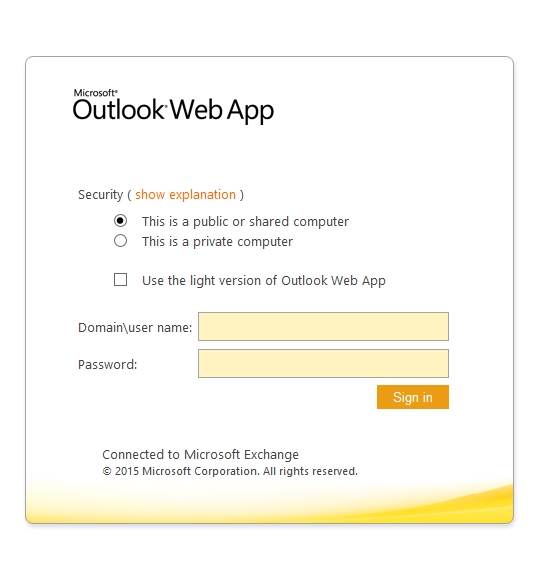 Microsoft®
Outlook® Web App
Security ( show explanation )
This is a public or shared computer
This is a private computer
Use the light version of Outlook Web App
Domain\user name:
Password:
Sign in
Connected to Microsoft Exchange
© 2015 Microsoft Corporation. All rights reserved.